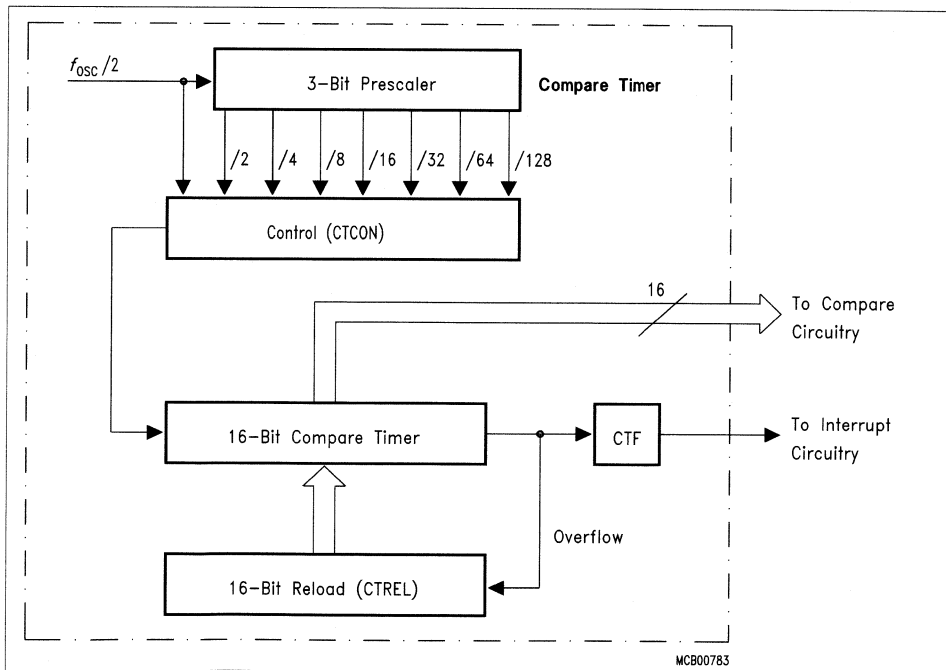 fOSC/2
3-Bit Prescaler
Compare Timer
/2 /4 /8 /16 /32 /64 /128
Control (CTCON)
16
To Compare
Circuitry
16-Bit Compare Timer
CTF
To Interrupt
Circuitry
Overflow
16-Bit Reload (CTREL)
MCB00783